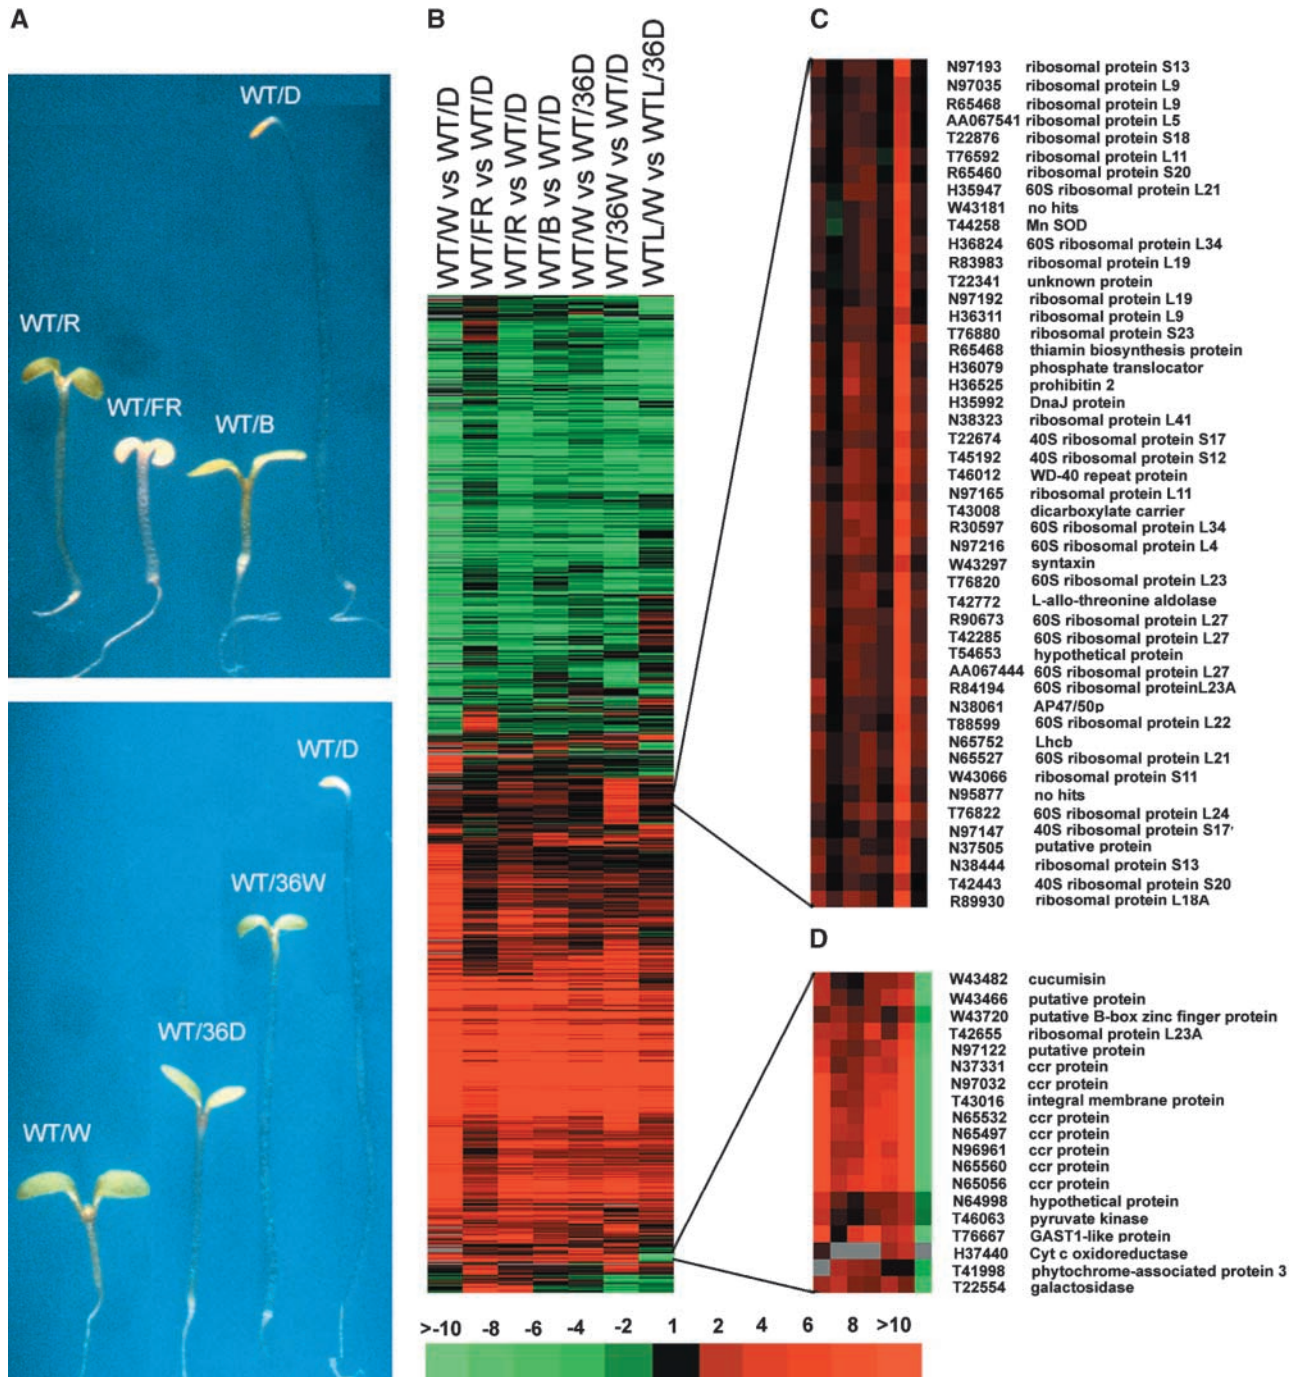 A
WT/D
WT/R
WT/FR
WT/B
WT/D
WT/36W
WT/36D
WT/W
B
WT/W vs WT/D
WT/FR vs WT/D
WT/R vs WT/D
WT/B vs WT/D
WT/W vs WT/36D
WT/36W vs WT/D
WTL/W vs WTL/36D
>-10 -8 -6 -4 -2 1 2 4 6 8 >10
C
N97193 ribosomal protein S13
N97035 ribosomal protein L9
R65468 ribosomal protein L9
AA067541 ribosomal protein L5
T22876 ribosomal protein S18
T76592 ribosomal protein L11
R65460 ribosomal protein S20
H35947 60S ribosomal protein L21
W43181 no hits
T44258 Mn SOD
H36824 60S ribosomal protein L34
R83983 ribosomal protein L19
T22341 unknown protein
N97192 ribosomal protein L19
H36311 ribosomal protein L9
T76880 ribosomal protein S23
R65468 thiamin biosynthesis protein
H36079 phosphate translocator
H36525 prohibitin 2
H35992 DnaJ protein
N38323 ribosomal protein L41
T22674 40S ribosomal protein S17
T45192 40S ribosomal protein S12
T46012 WD-40 repeat protein
N97165 ribosomal protein L11
T43008 dicarboxylate carrier
R30597 60S ribosomal protein L34
N97216 60S ribosomal protein L4
W43297 syntaxin
T76820 60S ribosomal protein L23
T42772 L-allo-threonine aldolase
R90673 60S ribosomal protein L27
T42285 60S ribosomal protein L27
T54653 hypothetical protein
AA067444 60S ribosomal protein L27
R84194 60S ribosomal proteinL23A
N38061 AP47/50p
T88599 60S ribosomal protein L22
N65752 Lhcb
N65527 60S ribosomal protein L21
W43066 ribosomal protein S11
N95877 no hits
T76822 60S ribosomal protein L24
N97147 40S ribosomal protein S17'
N37505 putative protein
N38444 ribosomal protein S13
T42443 40S ribosomal protein S20
R89930 ribosomal protein L18A
D
W43482 cucumisin
W43466 putative protein
W43720 putative B-box zinc finger protein
T42655 ribosomal protein L23A
N97122 putative protein
N37331 ccr protein
N97032 ccr protein
T43016 integral membrane protein
N65532 ccr protein
N65497 ccr protein
N96961 ccr protein
N65560 ccr protein
N65056 ccr protein
N64998 hypothetical protein
T46063 pyruvate kinase
T76667 GAST1-like protein
H37440 Cyt c oxidoreductase
T41998 phytochrome-associated protein 3
T22554 galactosidase